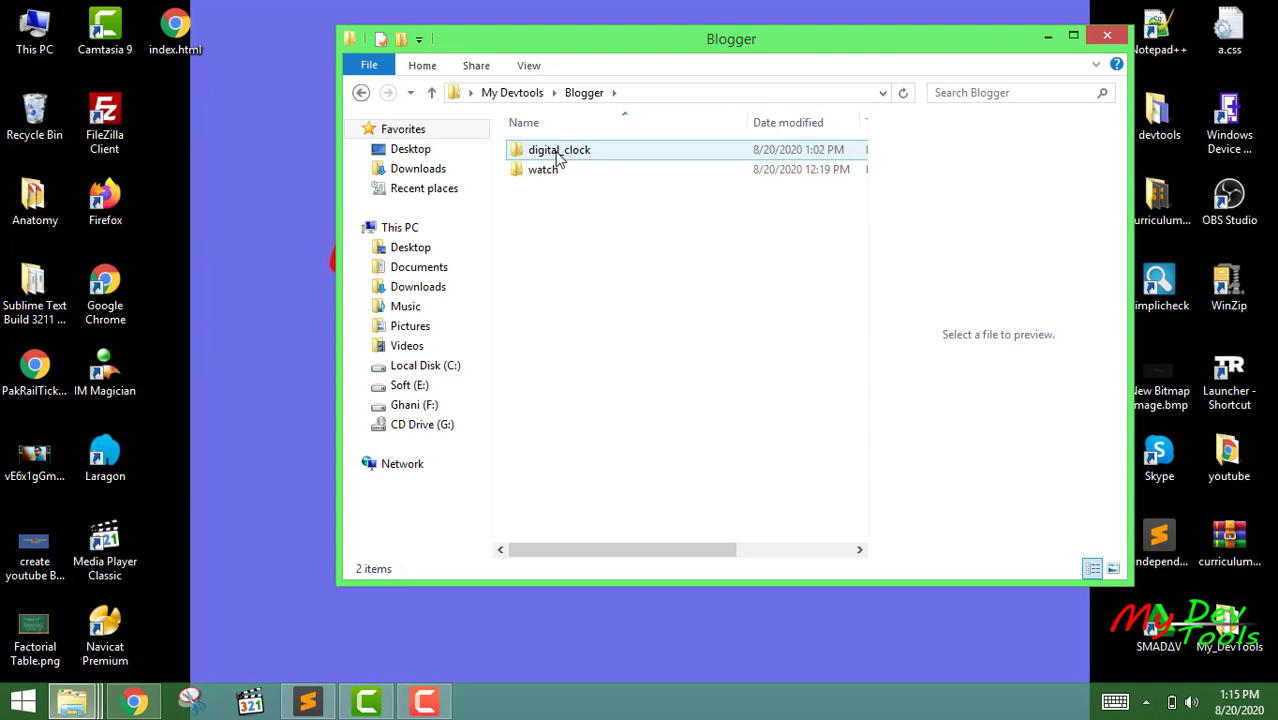 This PC
Camtasia 9
index.html
Recycle Bin
FileZilla
Client
Anatomy
Firefox
Sublime Text
Build 3211 ...
Google
Chrome
PakRailTick...
IM Magician
vE6x1gGm...
Laragon
create
youtube B...
Media Player
Classic
Factorial
Table.png
Navicat
Premium
Blogger
File
Home
Share
View
My Devtools
Blogger
Search Blogger
Favorites
Desktop
Downloads
Recent places
This PC
Desktop
Documents
Downloads
Music
Pictures
Videos
Local Disk (C:)
Soft (E:)
Ghani (F:)
CD Drive (G:)
Network
Name
Date modified
digital_clock
8/20/2020 1:02 PM
watch
8/20/2020 12:19 PM
Select a file to preview.
2 items
Notepad++
a.css
devtools
Windows
Device ...
urriculum...
OBS Studio
implicheck
WinZip
New Bitmap
mage.bmp
Launcher -
Shortcut
Skype
youtube
ndepend...
curriculum...
My Dev
Tools
SMADΔV
My_DevTools
321
1:15 PM
8/20/2020